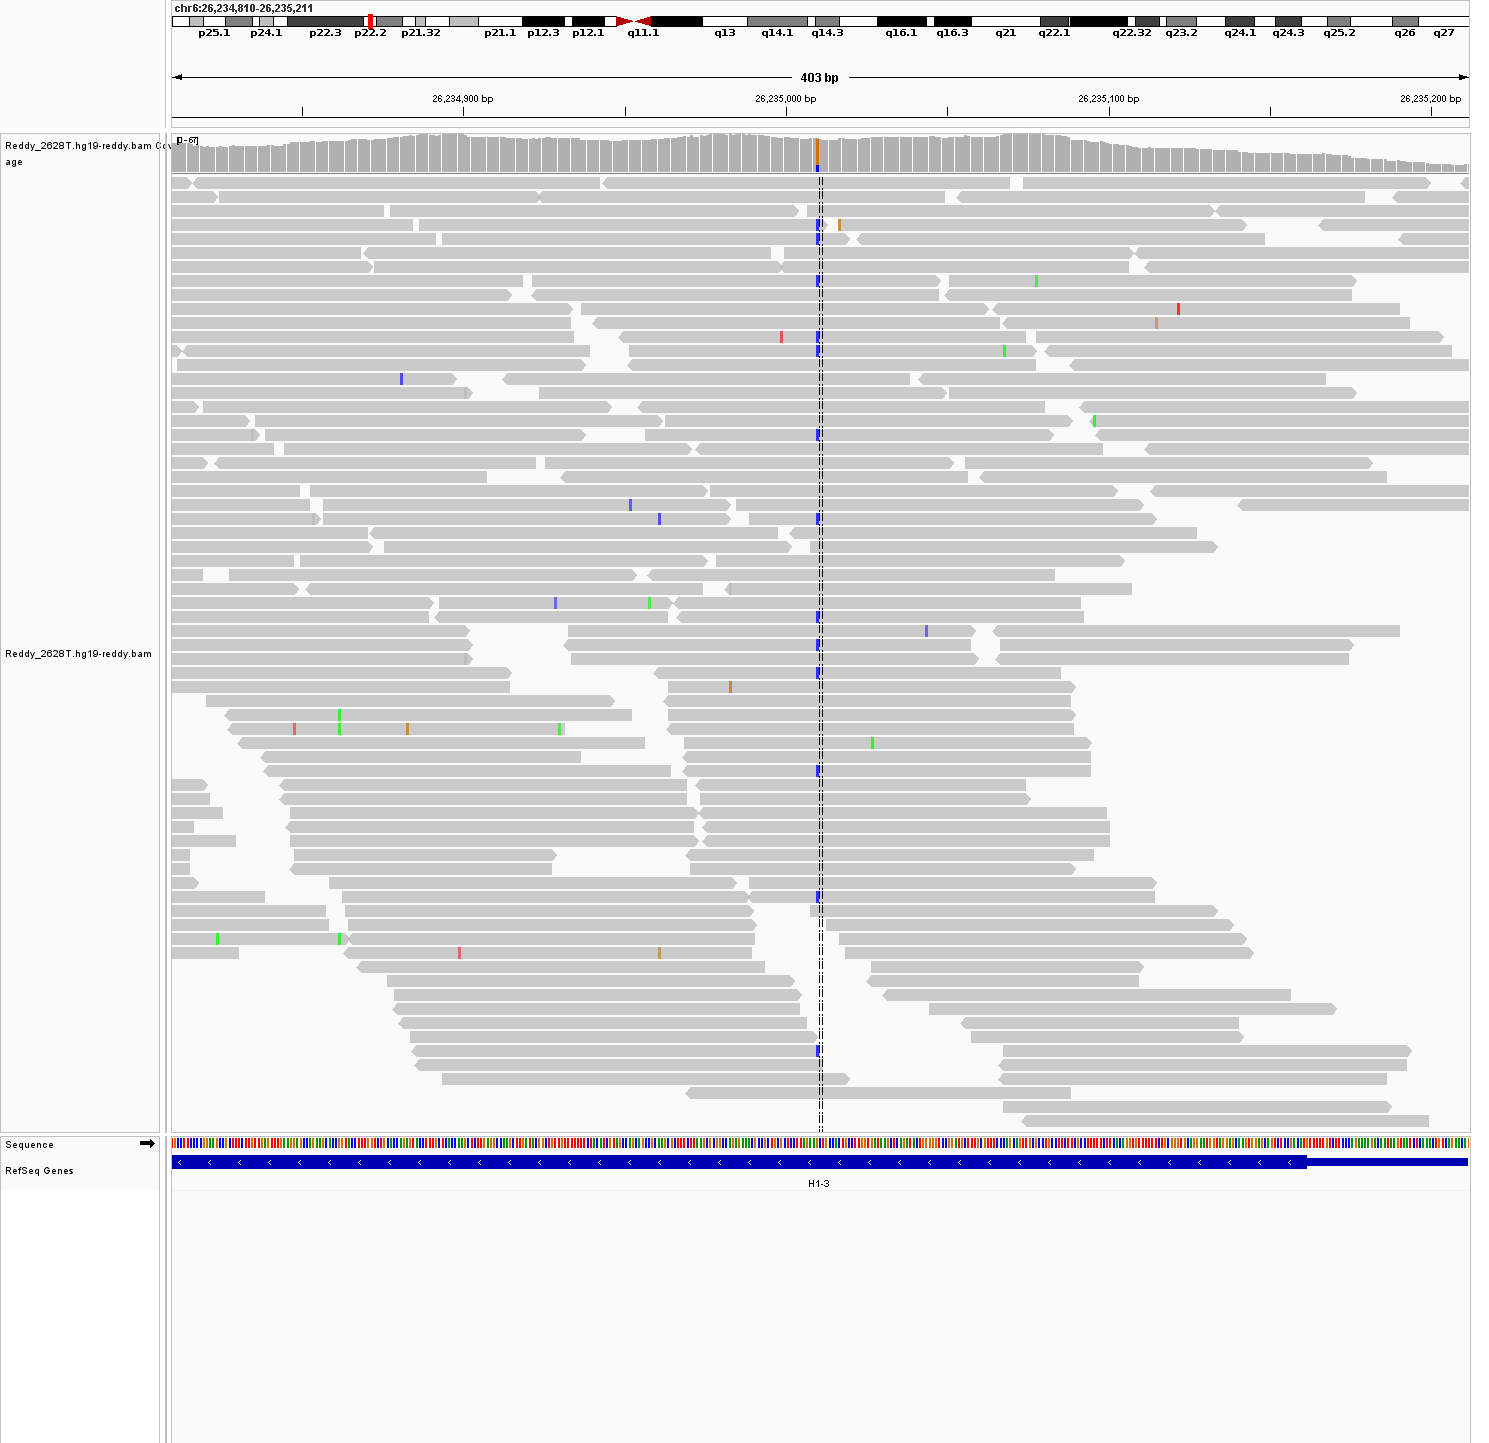 chr6:26,234,810-26,235,211
p25.1 p24.1 p22.3 p22.2 p21.32 p21.1 p12.3 p12.1 q11.1 q13 q14.1 q14.3 q16.1 q16.3 q21 q22.1 q22.32 q23.2 q24.1 q24.3 q25.2 q26 q27
403 bp
26,234,900 bp 26,235,000 bp 26,235,100 bp 26,235,200 bp
Reddy_2628T.hg19-reddy.bam Cov
age
Reddy_2628T.hg19-reddy.bam
Sequence
RefSeq Genes
H1-3